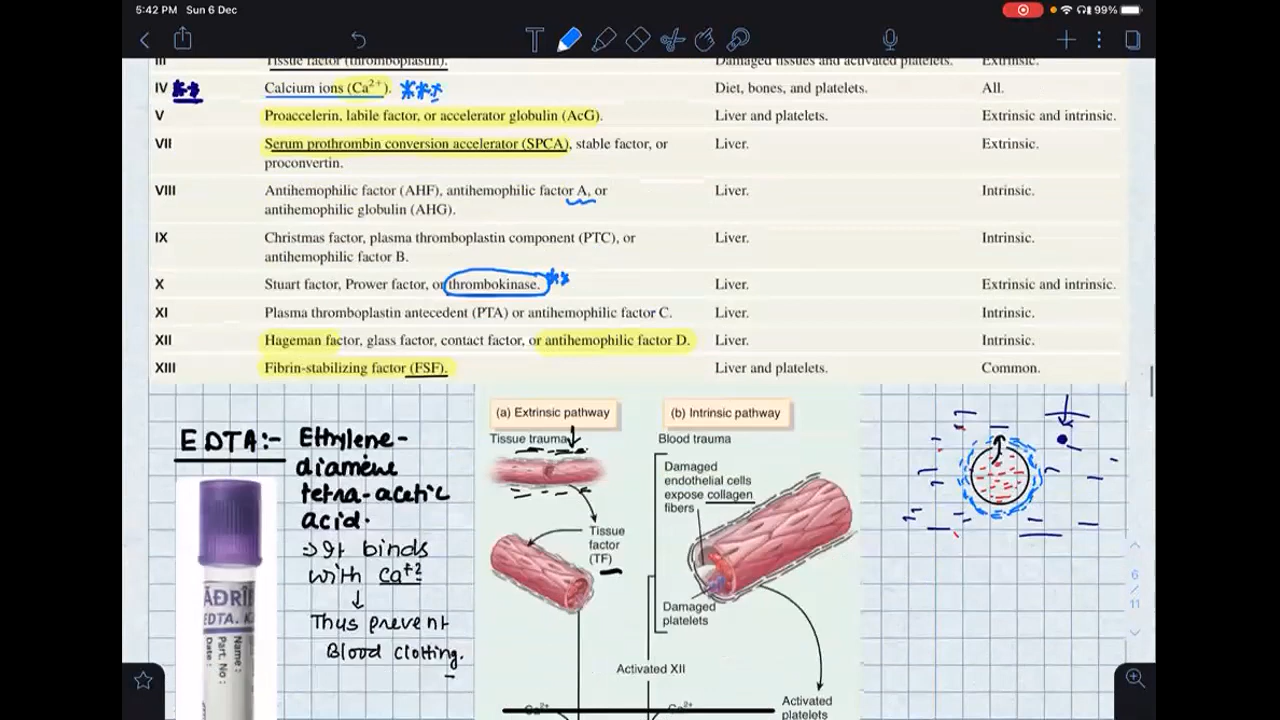 5:42 PM Sun 6 Dec
99%
III Tissue factor (thromboplastin). Damaged tissues and activated platelets. Extrinsic.
IV Calcium ions (Ca2+). Diet, bones, and platelets. All.
V Proaccelerin, labile factor, or accelerator globulin (AcG). Liver and platelets. Extrinsic and intrinsic.
VII Serum prothrombin conversion accelerator (SPCA), stable factor, or Liver. Extrinsic.
proconvertin.
VIII Antihemophilic factor (AHF), antihemophilic factor A, or Liver. Intrinsic.
antihemophilic globulin (AHG).
IX Christmas factor, plasma thromboplastin component (PTC), or Liver. Intrinsic.
antihemophilic factor B.
X Stuart factor, Prower factor, or thrombokinase. Liver. Extrinsic and intrinsic.
XI Plasma thromboplastin antecedent (PTA) or antihemophilic factor C. Liver. Intrinsic.
XII Hageman factor, glass factor, contact factor, or antihemophilic factor D. Liver. Intrinsic.
XIII Fibrin-stabilizing factor (FSF). Liver and platelets. Common.
EDTA:- Ethylene-
diamene
tetra-acetic
acid.
⇒ It binds
with Ca+2
↓
Thus prevent
Blood clotting.
EDTA. K
Name :
Part. No :
Date :
(a) Extrinsic pathway
Tissue trauma
Tissue
factor
(TF)
(b) Intrinsic pathway
Blood trauma
Damaged
endothelial cells
expose collagen
fibers
Damaged
platelets
Activated XII
Activated
platelets
Ca2+
Ca2+
6
/
11